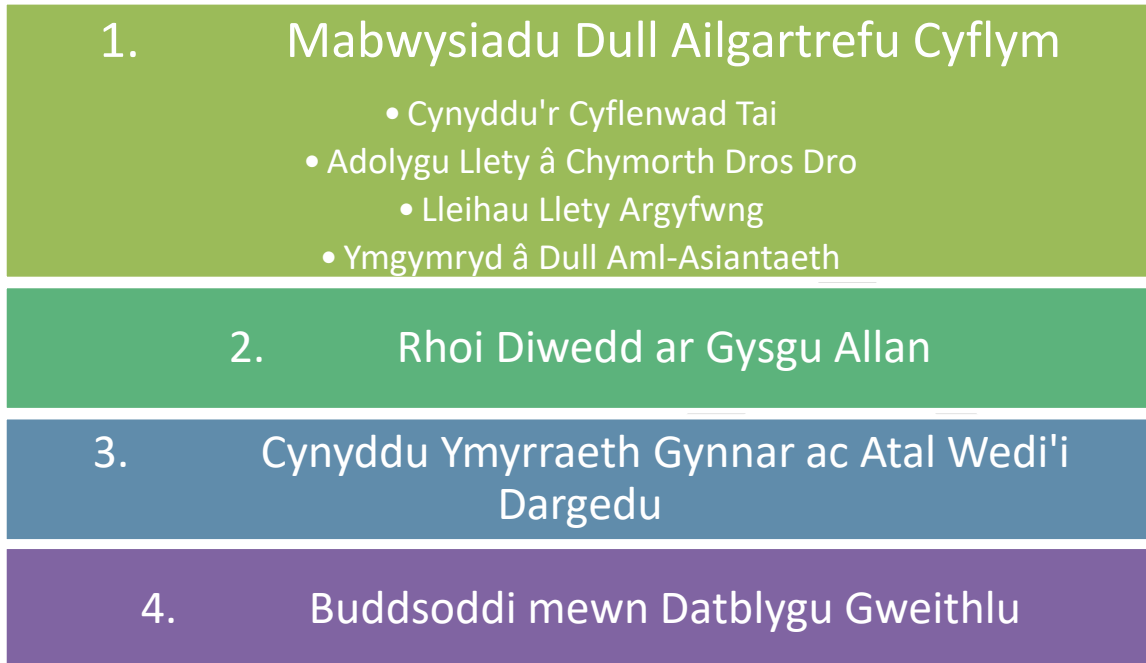 1. Mabwysiadu Dull Ailgartrefu Cyflym
• Cynyddu'r Cyflenwad Tai
• Adolygu Llety â Chymorth Dros Dro
• Lleihau Llety Argyfwng
• Ymgymryd â Dull Aml-Asiantaeth
2. Rhoi Diwedd ar Gysgu Allan
3. Cynyddu Ymyrraeth Gynnar ac Atal Wedi'i
Dargedu
4. Buddsoddi mewn Datblygu Gweithlu